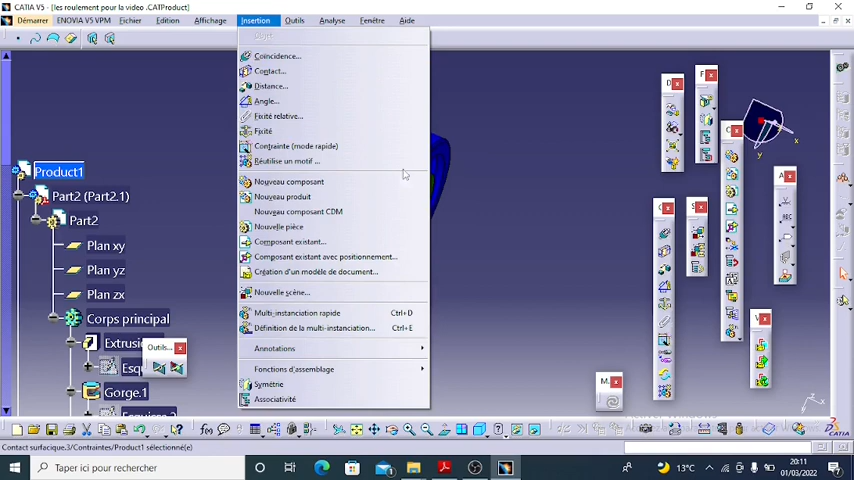 CATIA V5 - [les roulement pour la video .CATProduct]
Démarrer
ENOVIA V5 VPM
Fichier
Edition
Affichage
Insertion
Outils
Analyse
Fenêtre
Aide
Objet
Coïncidence...
Contact...
Distance...
Angle...
Fixité relative...
Fixité
Contrainte (mode rapide)
Réutilise un motif ...
Nouveau composant
Nouveau produit
Nouveau composant CDM
Nouvelle pièce
Composant existant...
Composant existant avec positionnement...
Création d'un modèle de document...
Nouvelle scène...
Multi-instanciation rapide Ctrl+D
Définition de la multi-instanciation... Ctrl+E
Annotations
Fonctions d'assemblage
Symétrie
Associativité
Product1
Part2 (Part2.1)
Part2
Plan xy
Plan yz
Plan zx
Corps principal
Outils...
Gorge.1
D
F
C
A
C
S
V
M
x
y
z
Contact surfacique.3/Contraintes/Product1 sélectionné(e)
CATIA
Taper ici pour rechercher
13°C
20:11
01/03/2022